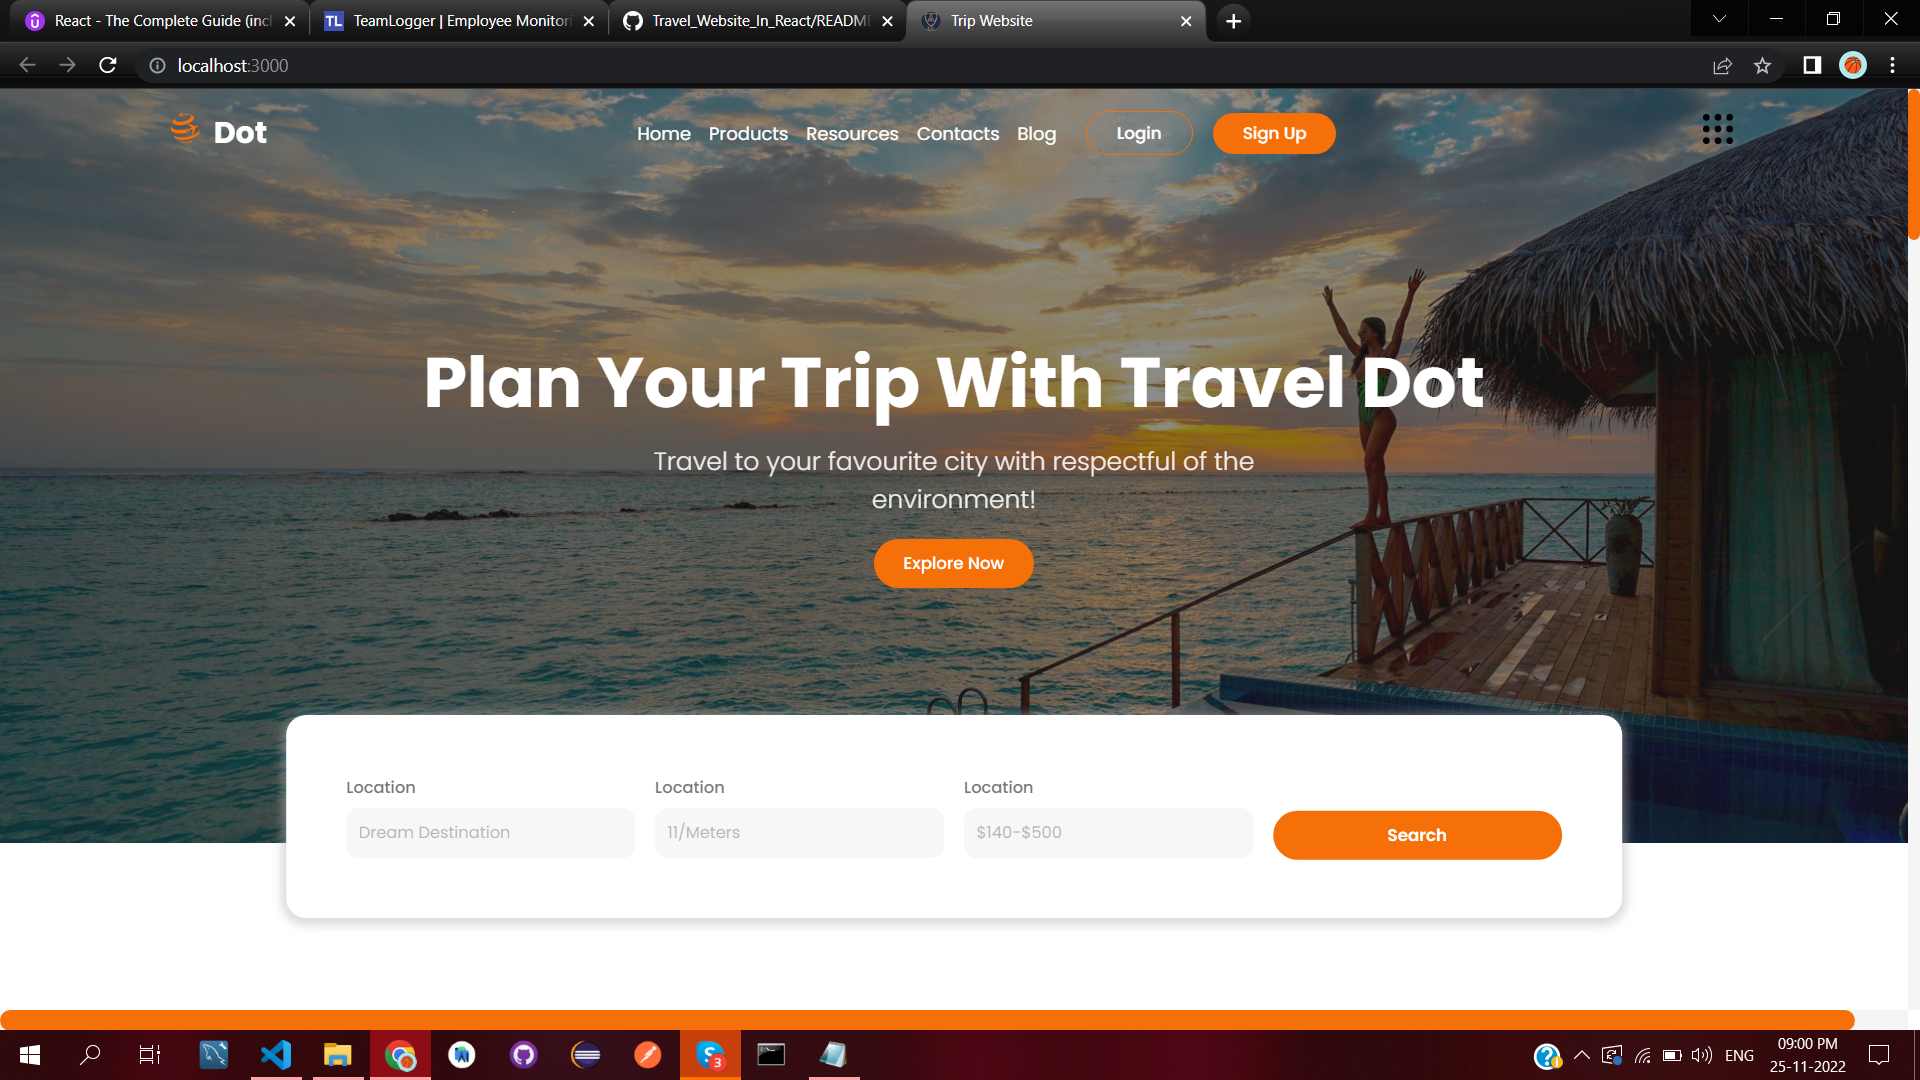 React - The Complete Guide (incl
TL
TeamLogger | Employee Monitori
Travel_Website_In_React/README
Trip Website
localhost:3000
Dot
Home
Products
Resources
Contacts
Blog
Login
Sign Up
Plan Your Trip With Travel Dot
Travel to your favourite city with respectful of the
environment!
Explore Now
Location
Location
Location
Dream Destination
11/Meters
$140-$500
Search
3
ENG
09:00 PM
25-11-2022